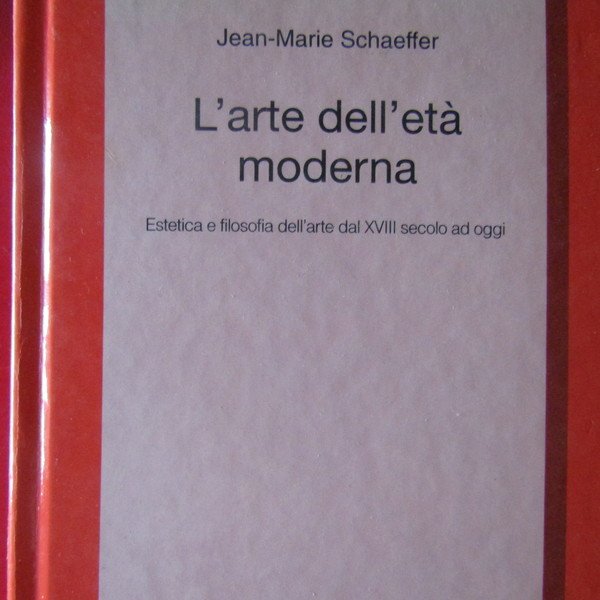 Jean-Marie Schaeffer
L'arte dell'età
moderna
Estetica e filosofia dell'arte dal XVIII secolo ad oggi